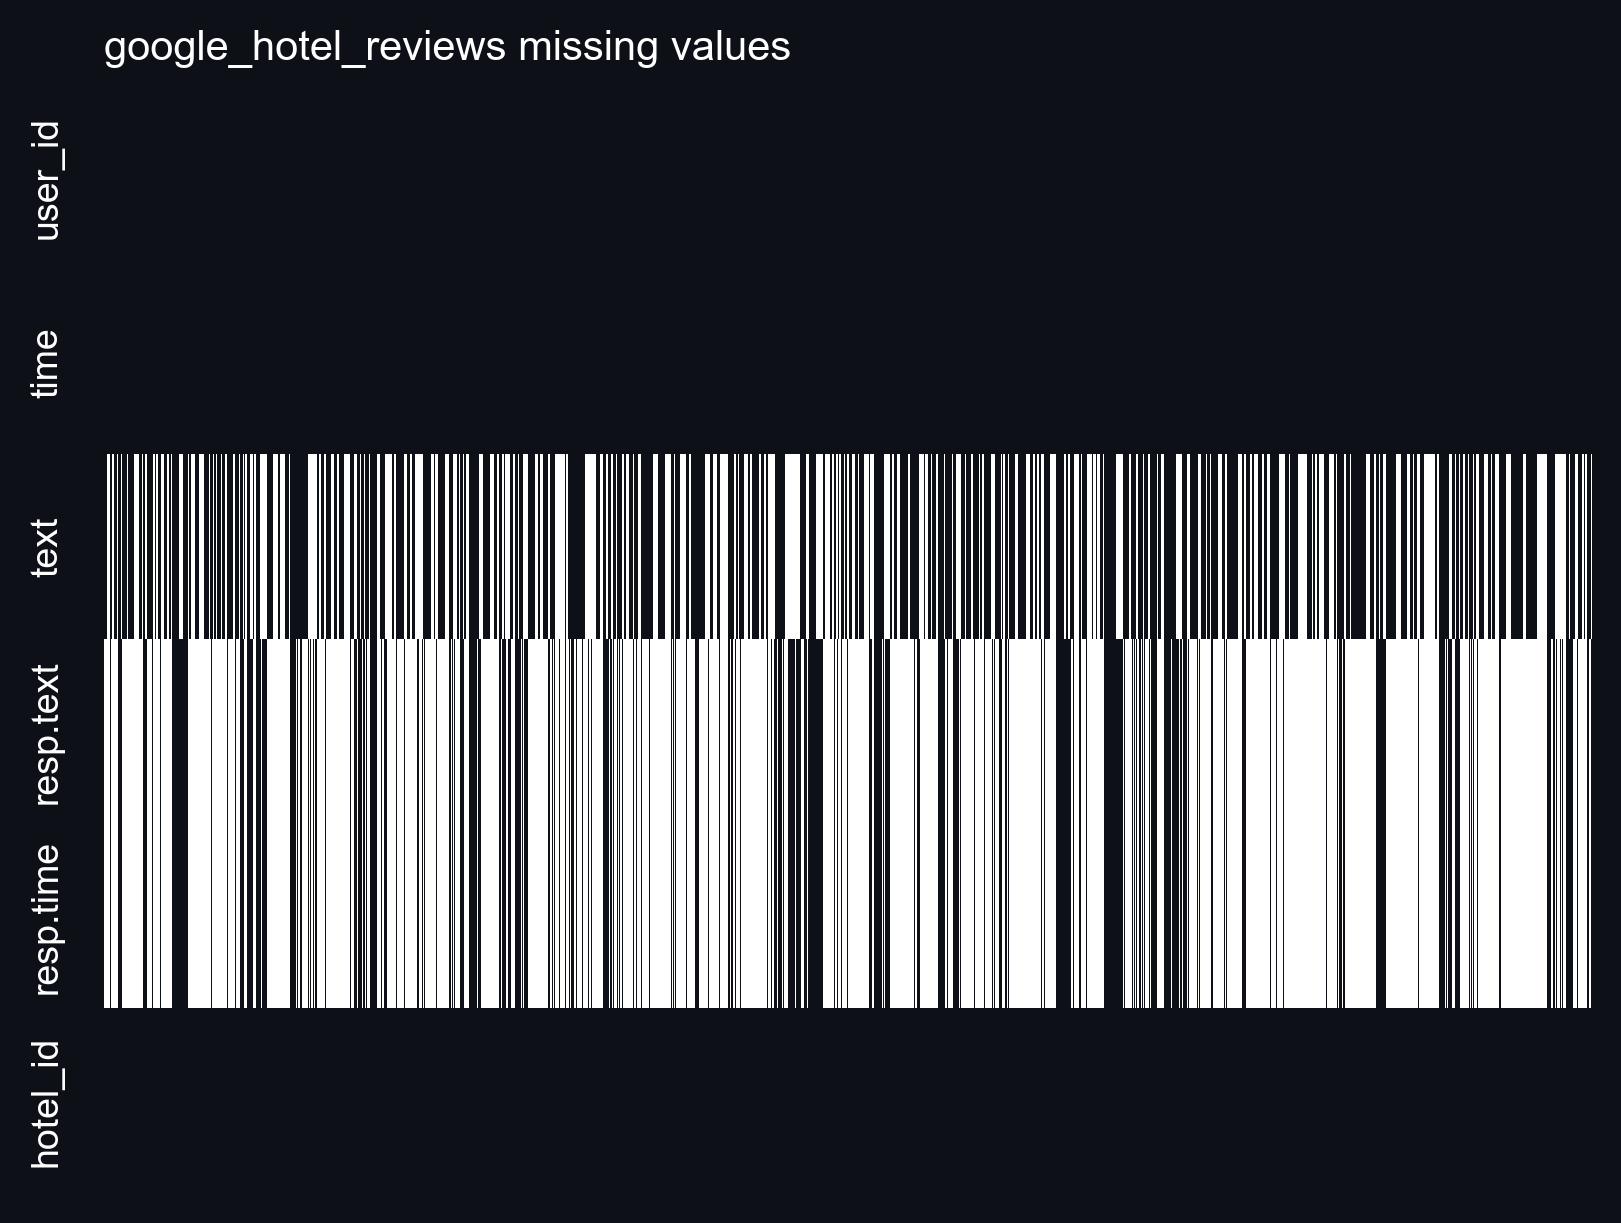 google_hotel_reviews missing values
user_id
time
text
resp.text
resp.time
hotel_id